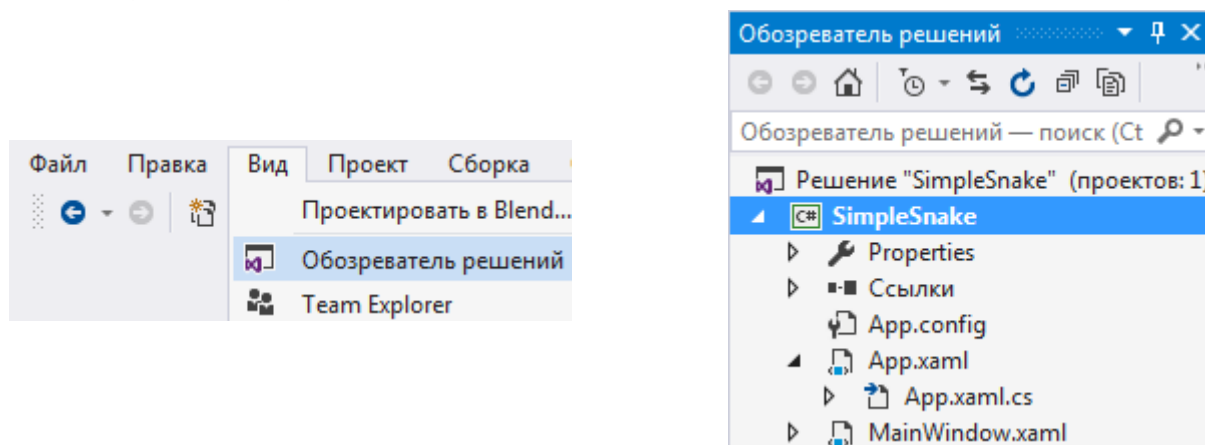 Файл Правка Вид Проект Сборка
Проектировать в Blend...
Обозреватель решений
Team Explorer
Обозреватель решений
Обозреватель решений — поиск (Ct
Решение "SimpleSnake" (проектов: 1)
C# SimpleSnake
Properties
Ссылки
App.config
App.xaml
App.xaml.cs
MainWindow.xaml